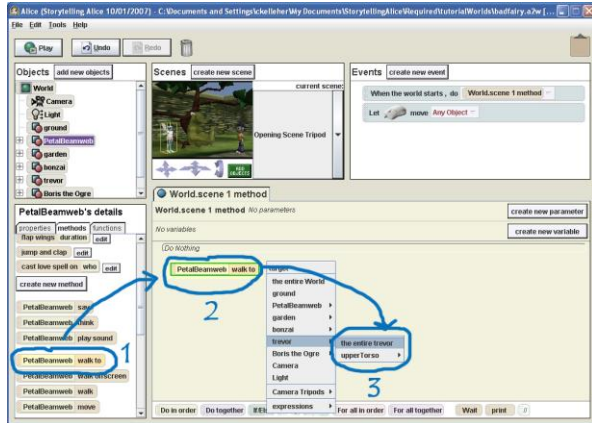 Alice (Storytelling Alice 10/01/2007) - C:\Documents and Settings\ckelleher\My Documents\StorytellingAlice\Required\tutorialWorlds\badfairy.a2w [...
File Edit Tools Help
Play Undo Redo
Objects add new objects
World
Camera
Light
ground
PetalBeamweb
garden
bonzai
trevor
Boris the Ogre
Scenes create new scene
current scene:
Opening Scene Tripod
ADD OBJECTS
Events create new event
When the world starts, do World.scene 1 method
Let move Any Object
PetalBeamweb's details
properties methods functions
flap wings duration edit
jump and clap edit
cast love spell on who edit
create new method
PetalBeamweb say
PetalBeamweb think
PetalBeamweb play sound
PetalBeamweb walk to
PetalBeamweb walk offscreen
PetalBeamweb walk
PetalBeamweb move
1
World.scene 1 method
World.scene 1 method No parameters
create new parameter
No variables
create new variable
Do Nothing
PetalBeamweb walk to
2
target
the entire World
ground
PetalBeamweb
garden
bonzai
trevor
Boris the Ogre
Camera
Light
Camera Tripods
expressions
the entire trevor
upperTorso
3
Do in order Do together If/El For all in order For all together Wait print